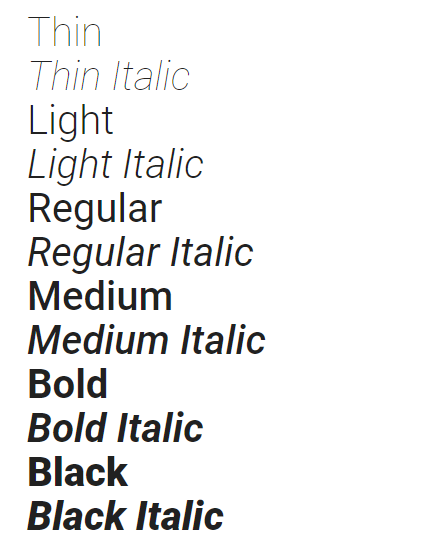 Thin
Thin Italic
Light
Light Italic
Regular
Regular Italic
Medium
Medium Italic
Bold
Bold Italic
Black
Black Italic